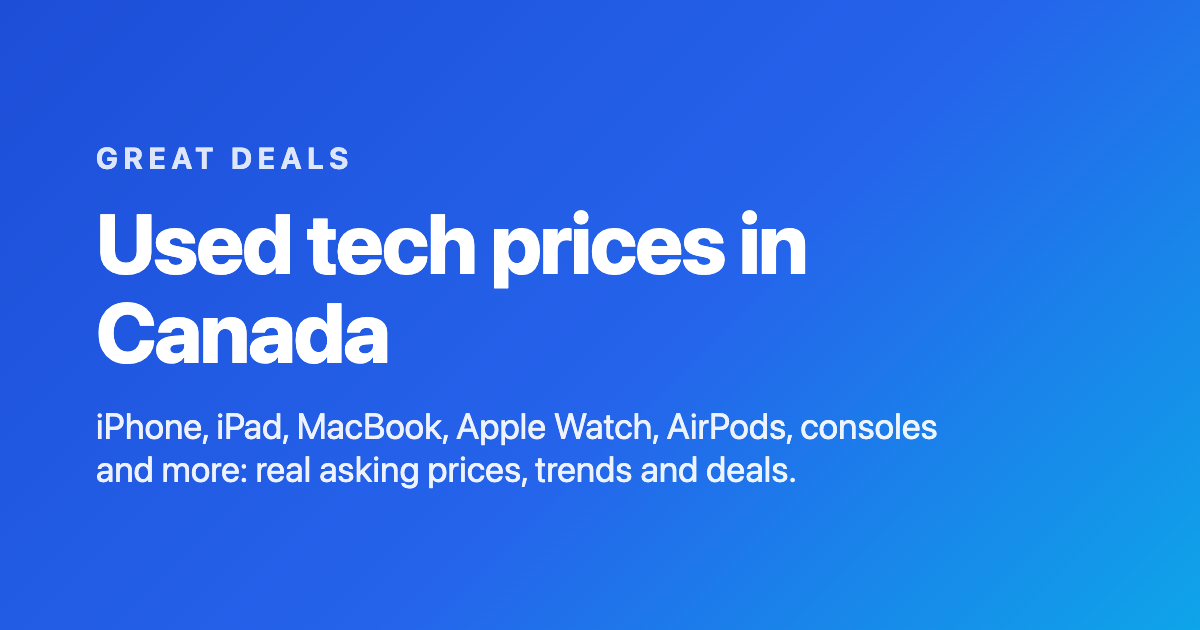 GREAT DEALS
Used tech prices in
Canada
iPhone, iPad, MacBook, Apple Watch, AirPods, consoles
and more: real asking prices, trends and deals.